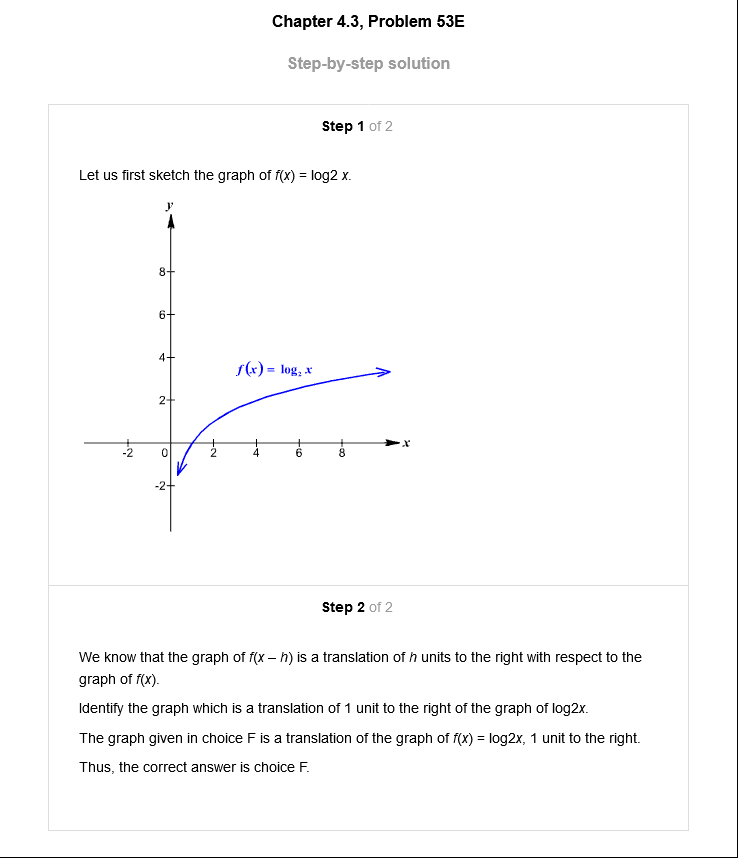 Chapter 4.3, Problem 53E
Step-by-step solution
Step 1 of 2
Let us first sketch the graph of f(x) = log2 x.
y
8
6
4
f(x) = log₂ x
2
x
-2 0 2 4 6 8
-2
Step 2 of 2
We know that the graph of f(x – h) is a translation of h units to the right with respect to the
graph of f(x).
Identify the graph which is a translation of 1 unit to the right of the graph of log2x.
The graph given in choice F is a translation of the graph of f(x) = log2x, 1 unit to the right.
Thus, the correct answer is choice F.